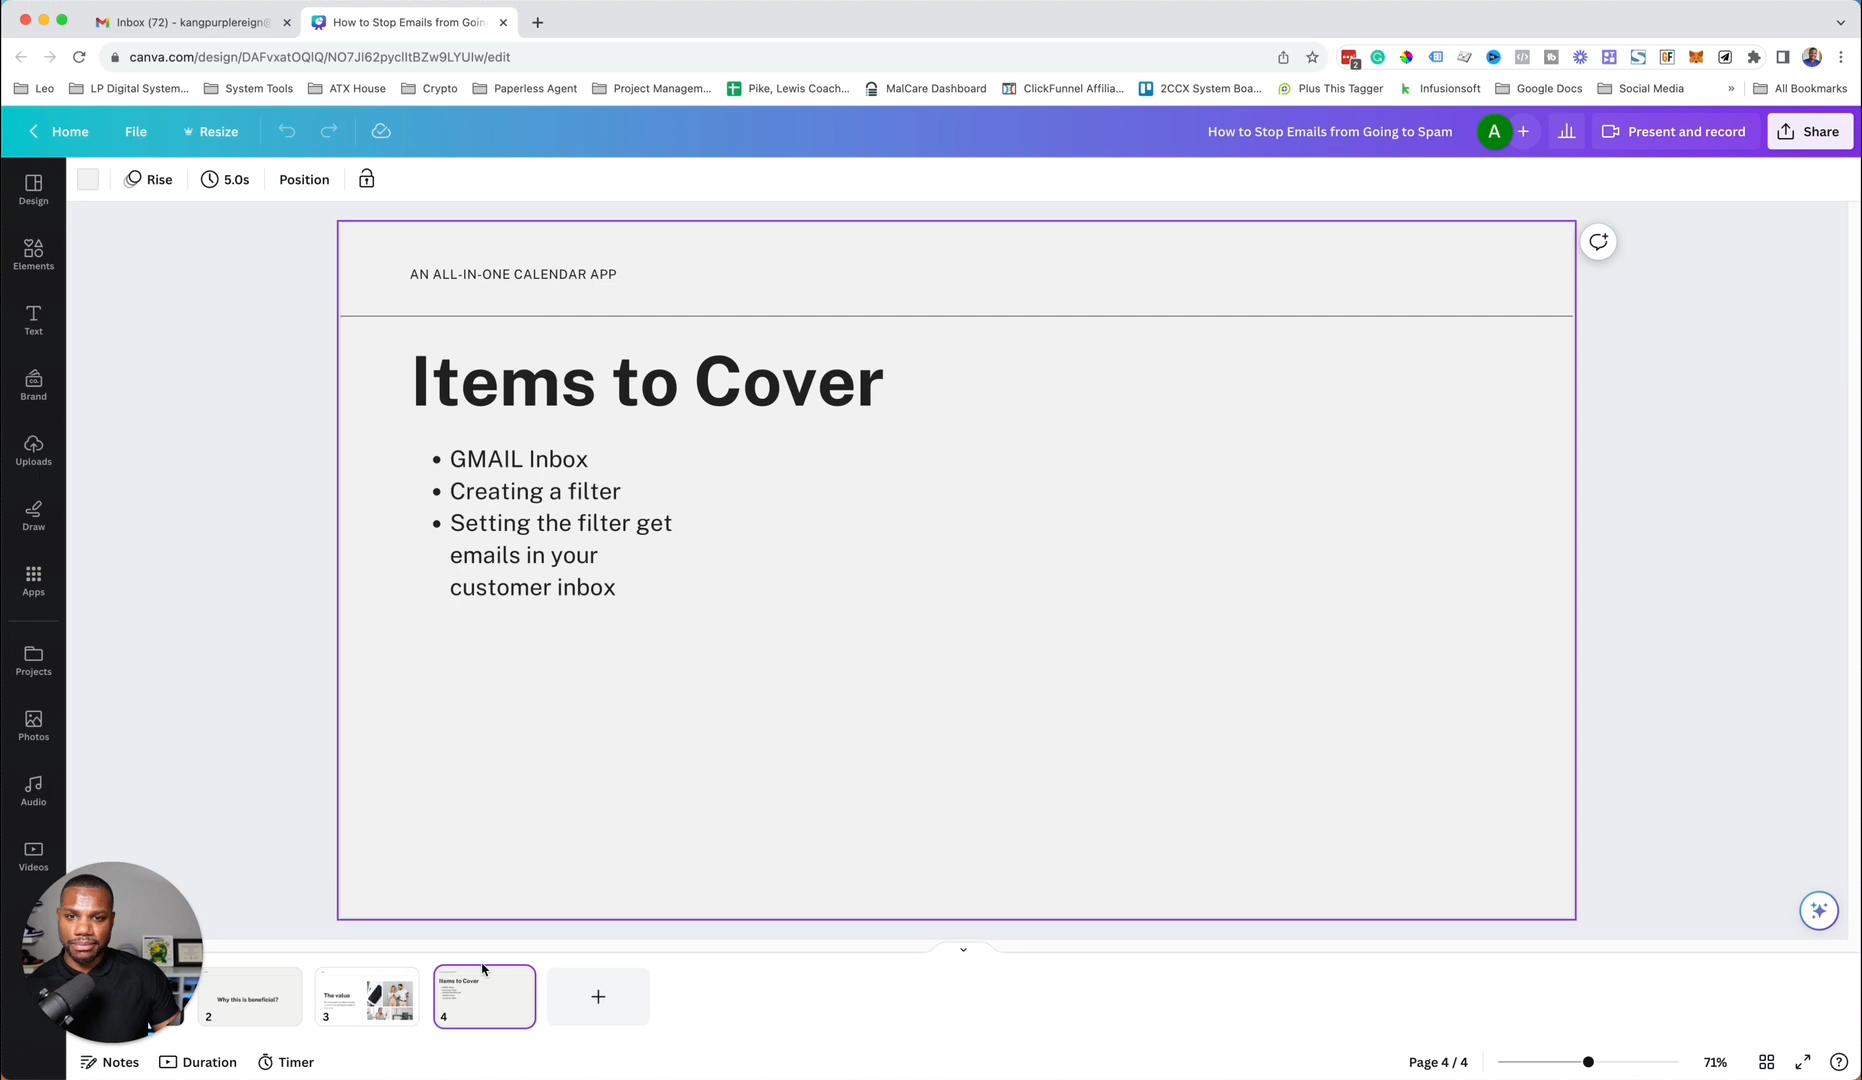 Inbox (72) - kangpurplereign@
How to Stop Emails from Goin
canva.com/design/DAFvxatOQlQ/NO7Jl62pyclItBZw9LYUIw/edit
2
Leo
LP Digital System...
System Tools
ATX House
Crypto
Paperless Agent
Project Managem...
Pike, Lewis Coach...
MalCare Dashboard
ClickFunnel Affilia...
2CCX System Boa...
Plus This Tagger
Infusionsoft
Google Docs
Social Media
»
All Bookmarks
Home
File
Resize
How to Stop Emails from Going to Spam
A
Present and record
Share
Rise
5.0s
Position
Design
Elements
Text
Brand
Uploads
Draw
Apps
Projects
Photos
Audio
Videos
AN ALL-IN-ONE CALENDAR APP
Items to Cover
• GMAIL Inbox
• Creating a filter
• Setting the filter get
emails in your
customer inbox
Why this is beneficial?
2
The value
3
Items to Cover
4
Notes
Duration
Timer
Page 4 / 4
71%